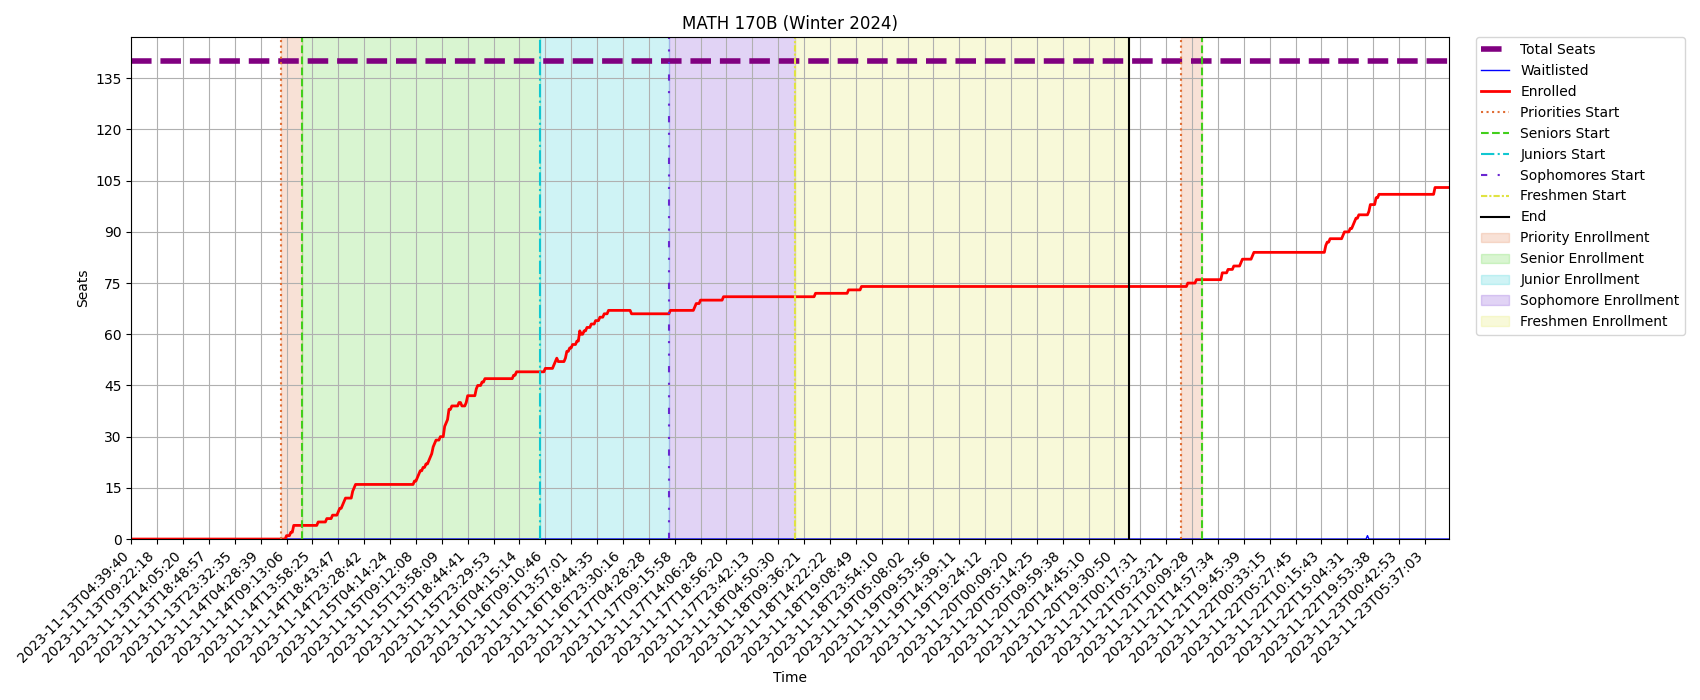 MATH 170B (Winter 2024)
Seats
135
120
105
90
75
60
45
30
15
0
2023-11-13T04:39:40
2023-11-13T09:22:18
2023-11-13T14:05:20
2023-11-13T18:48:57
2023-11-13T23:32:35
2023-11-14T04:28:39
2023-11-14T09:13:06
2023-11-14T13:58:25
2023-11-14T18:43:47
2023-11-14T23:28:42
2023-11-15T04:14:24
2023-11-15T09:12:08
2023-11-15T13:58:09
2023-11-15T18:44:41
2023-11-15T23:29:53
2023-11-16T04:15:14
2023-11-16T09:10:46
2023-11-16T13:57:01
2023-11-16T18:44:35
2023-11-16T23:30:16
2023-11-17T04:28:28
2023-11-17T09:15:58
2023-11-17T14:06:28
2023-11-17T18:56:20
2023-11-17T23:42:13
2023-11-18T04:50:30
2023-11-18T09:36:21
2023-11-18T14:22:22
2023-11-18T19:08:49
2023-11-18T23:54:10
2023-11-19T05:08:02
2023-11-19T09:53:56
2023-11-19T14:39:11
2023-11-19T19:24:12
2023-11-20T00:09:20
2023-11-20T05:14:25
2023-11-20T09:59:38
2023-11-20T14:45:10
2023-11-20T19:30:50
2023-11-21T00:17:31
2023-11-21T05:23:21
2023-11-21T10:09:28
2023-11-21T14:57:34
2023-11-21T19:45:39
2023-11-22T00:33:15
2023-11-22T05:27:45
2023-11-22T10:15:43
2023-11-22T15:04:31
2023-11-22T19:53:38
2023-11-23T00:42:53
2023-11-23T05:37:03
Time
Total Seats
Waitlisted
Enrolled
Priorities Start
Seniors Start
Juniors Start
Sophomores Start
Freshmen Start
End
Priority Enrollment
Senior Enrollment
Junior Enrollment
Sophomore Enrollment
Freshmen Enrollment